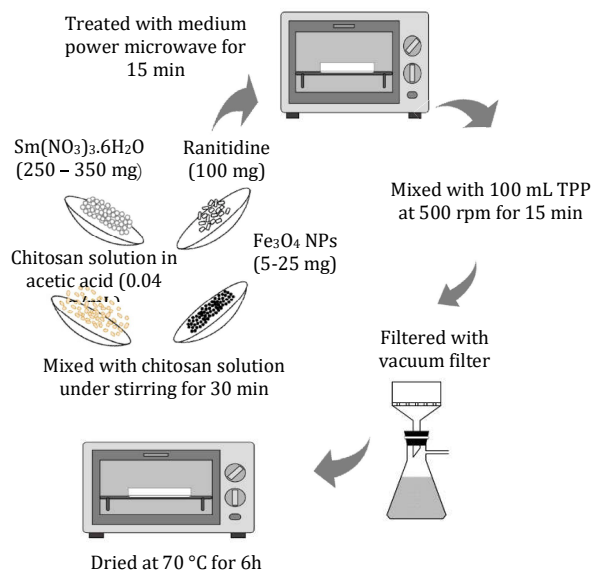 Treated with medium
power microwave for
15 min
Sm(NO₃)₃.6H₂O
(250 – 350 mg)
Ranitidine
(100 mg)
Mixed with 100 mL TPP
at 500 rpm for 15 min
Fe₃O₄ NPs
(5-25 mg)
Chitosan solution in
acetic acid (0.04
Mixed with chitosan solution
under stirring for 30 min
Filtered with
vacuum filter
Dried at 70 °C for 6h